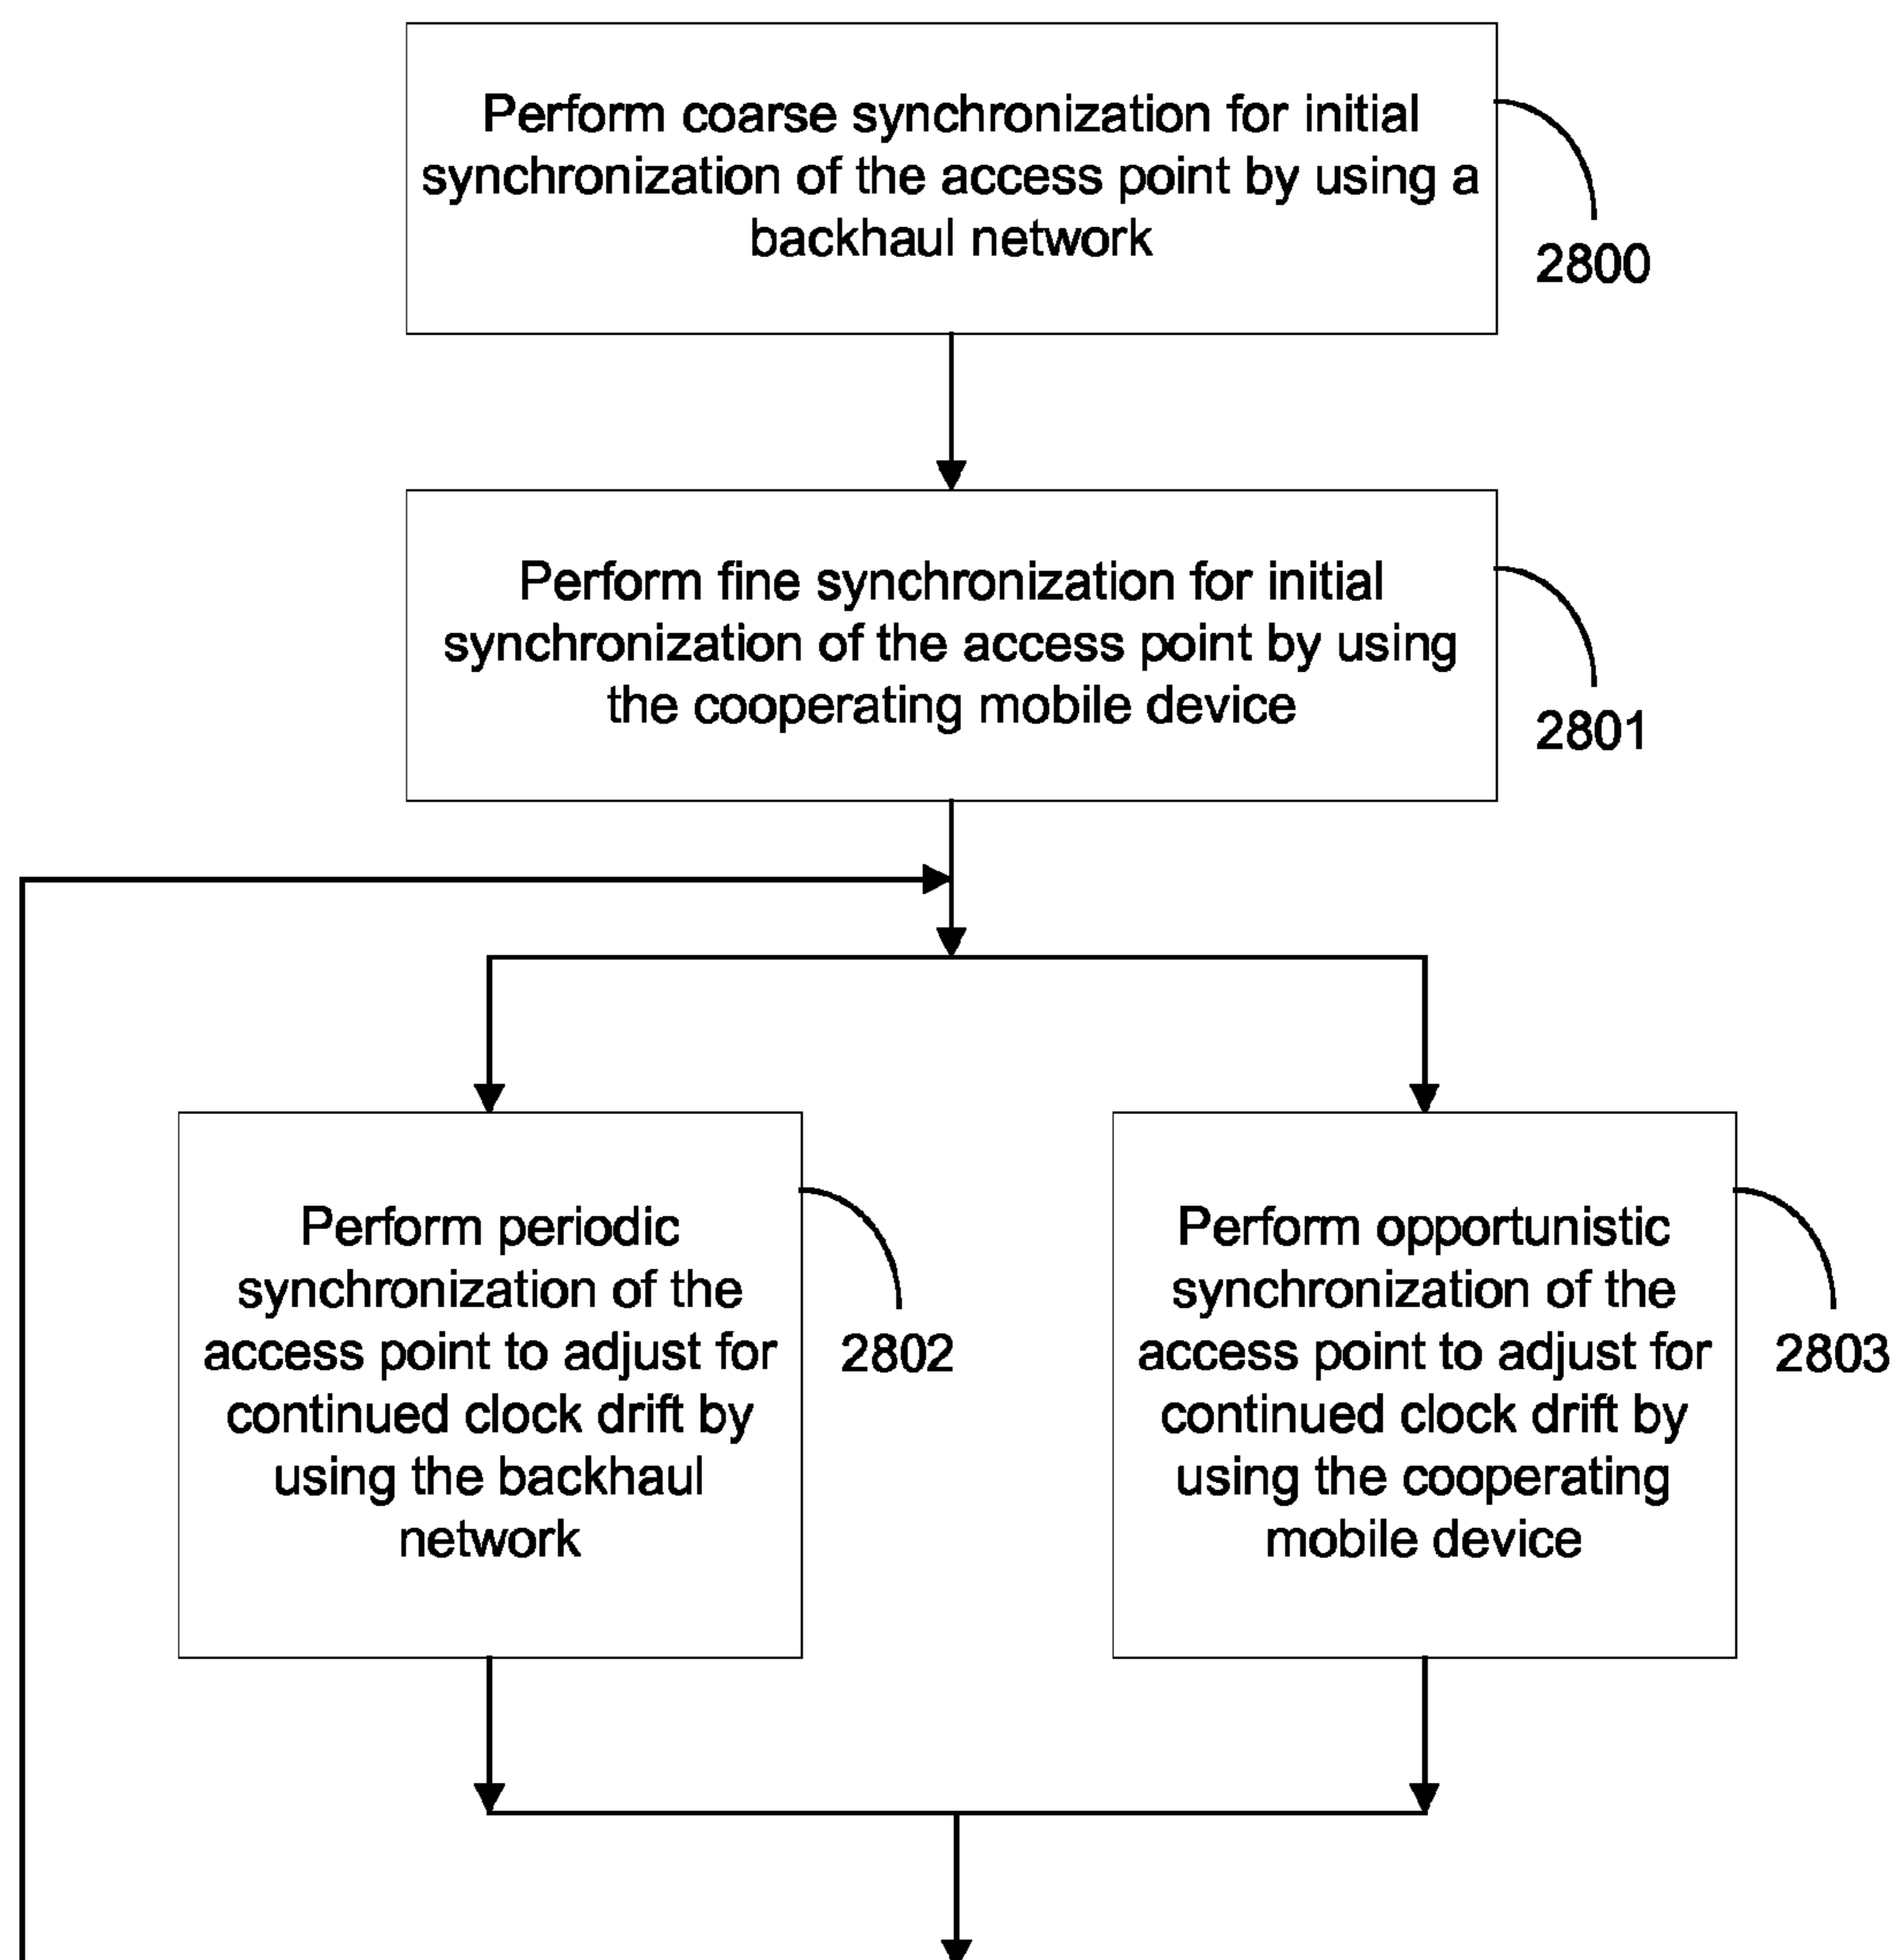 Perform coarse synchronization for initial
synchronization of the access point by using a
backhaul network
2800
Perform fine synchronization for initial
synchronization of the access point by using
the cooperating mobile device
2801
Perform periodic
synchronization of the
access point to adjust for
continued clock drift by
using the backhaul
network
2802
Perform opportunistic
synchronization of the
access point to adjust for
continued clock drift by
using the cooperating
mobile device
2803